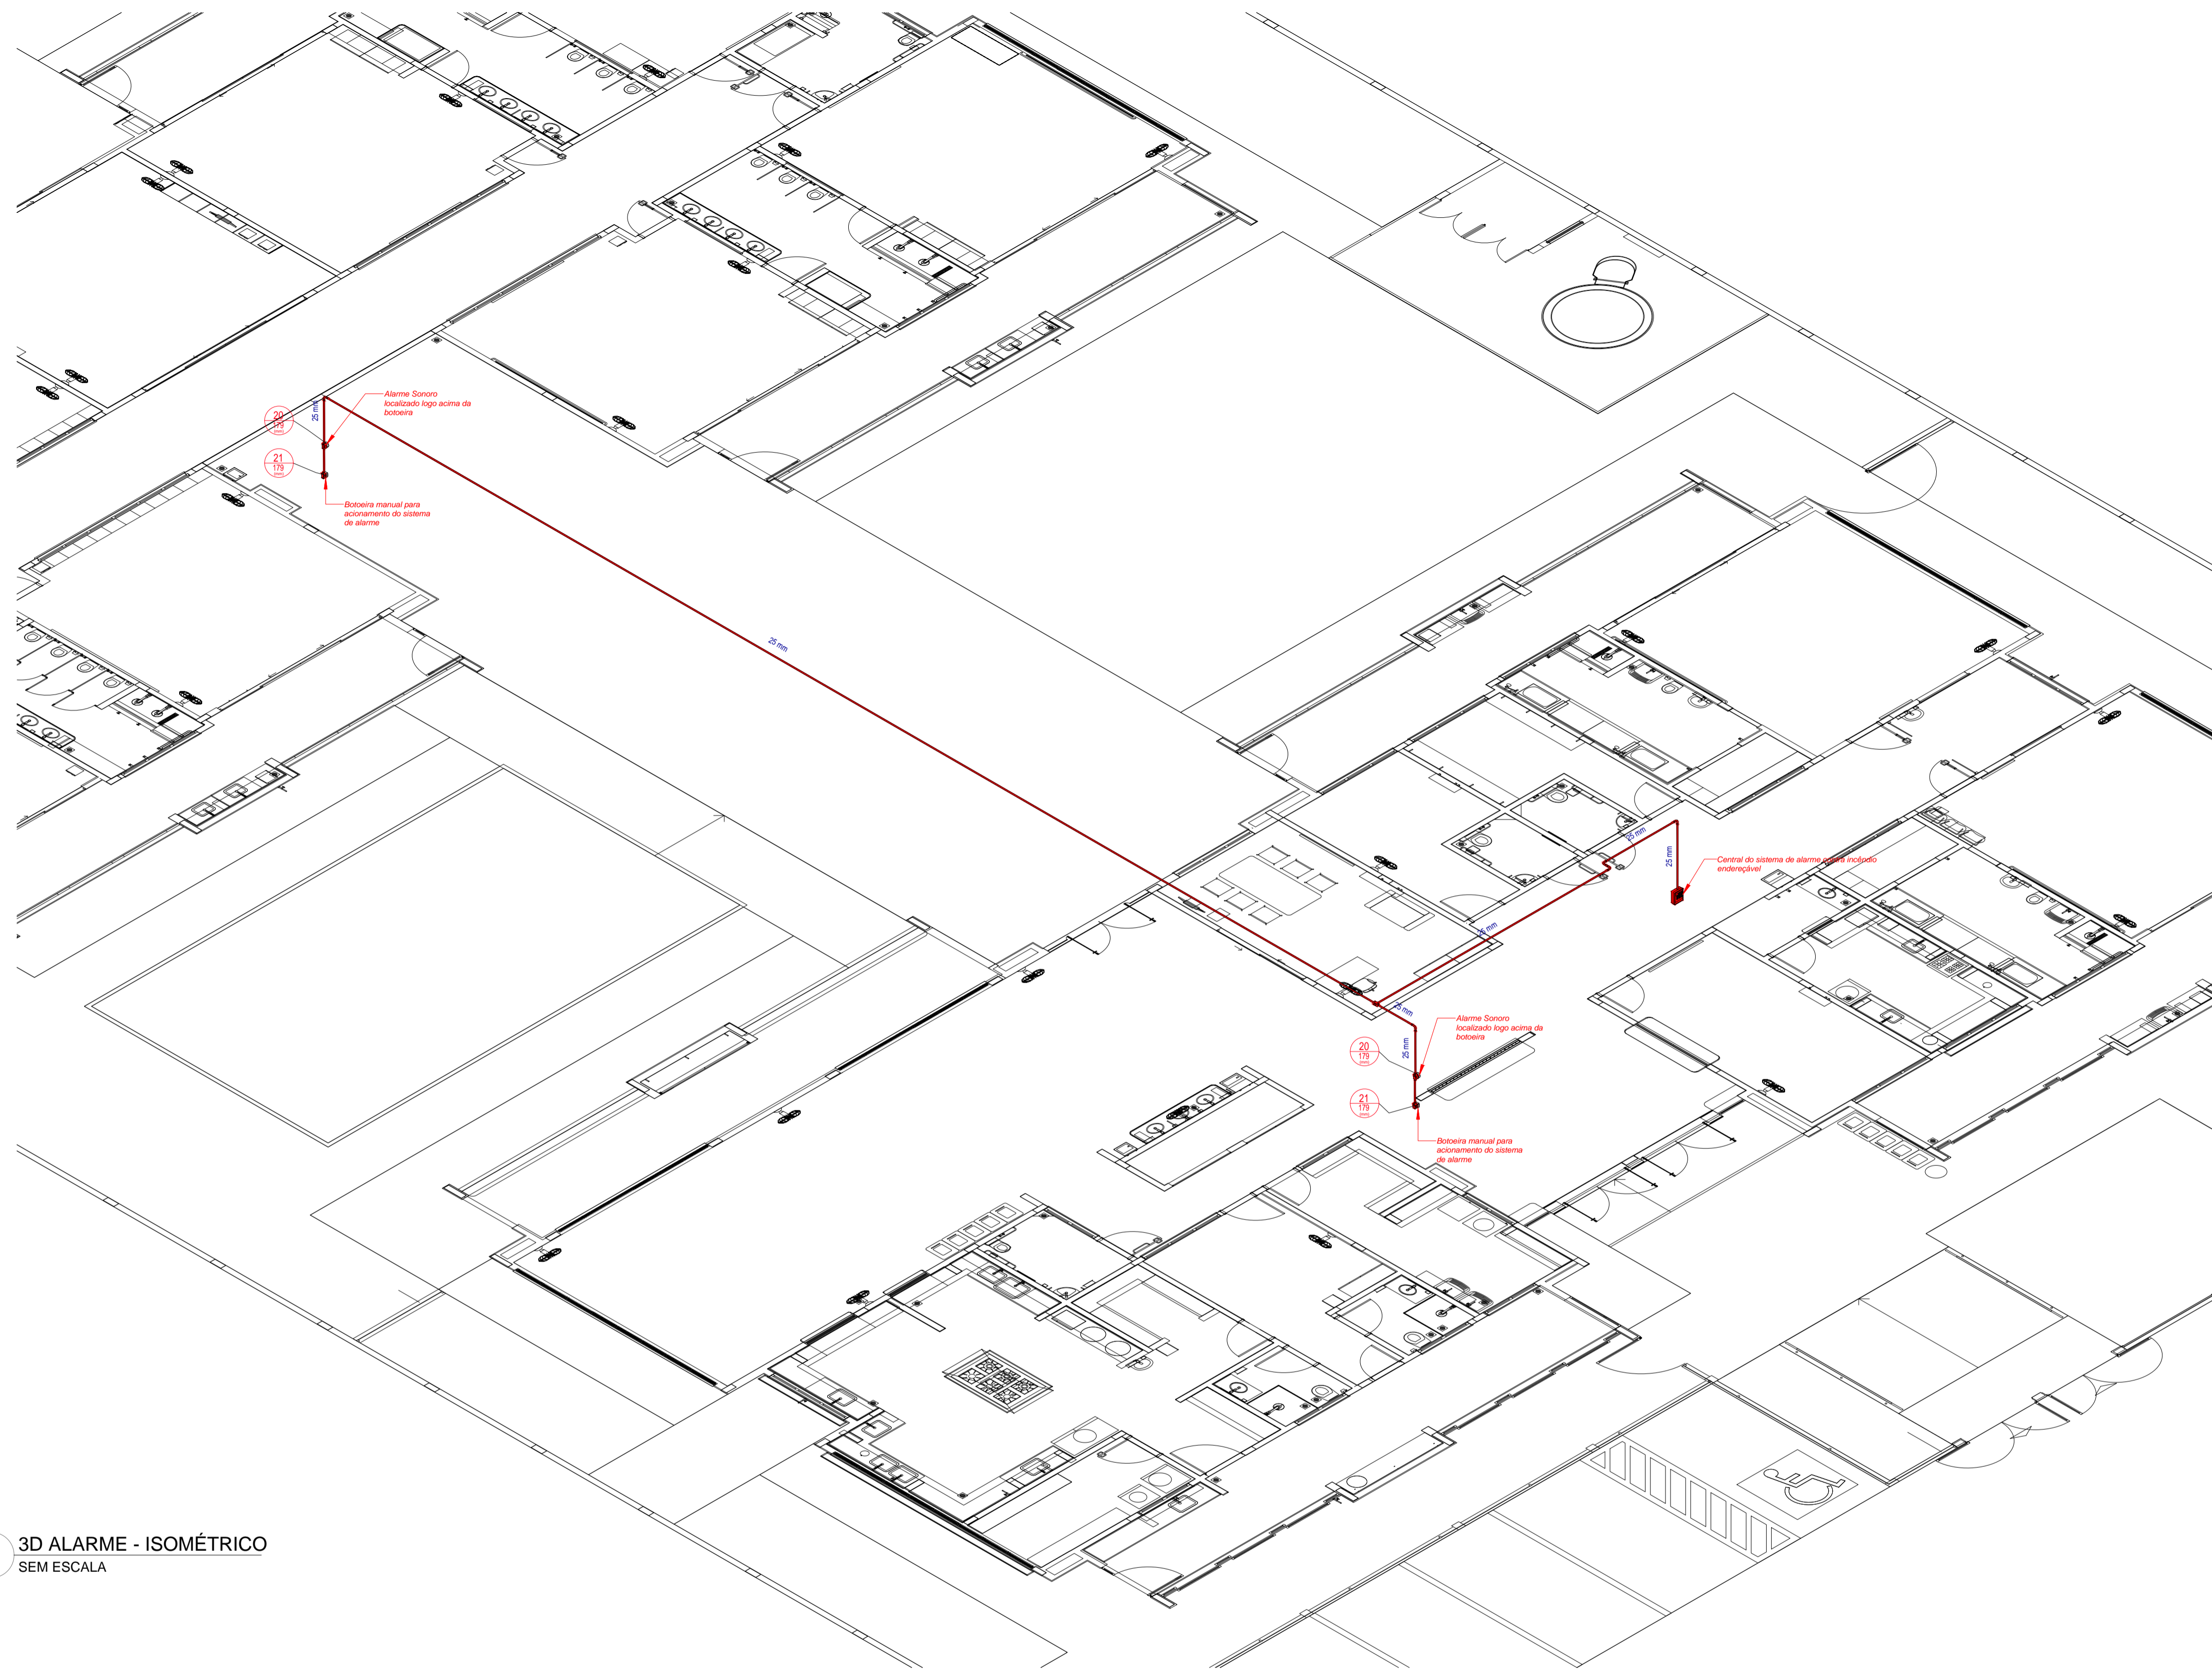 Alarme Sonoro
localizado logo acima da
botoeira
25 mm
20
179
21
179
Botoeira manual para
acionamento do sistema
de alarme
25 mm
25 mm
25 mm
Central do sistema de alarme contra incêndio
endereçável
25 mm
25 mm
Alarme Sonoro
localizado logo acima da
botoeira
25 mm
20
179
21
179
Botoeira manual para
acionamento do sistema
de alarme
3D ALARME - ISOMÉTRICO
SEM ESCALA